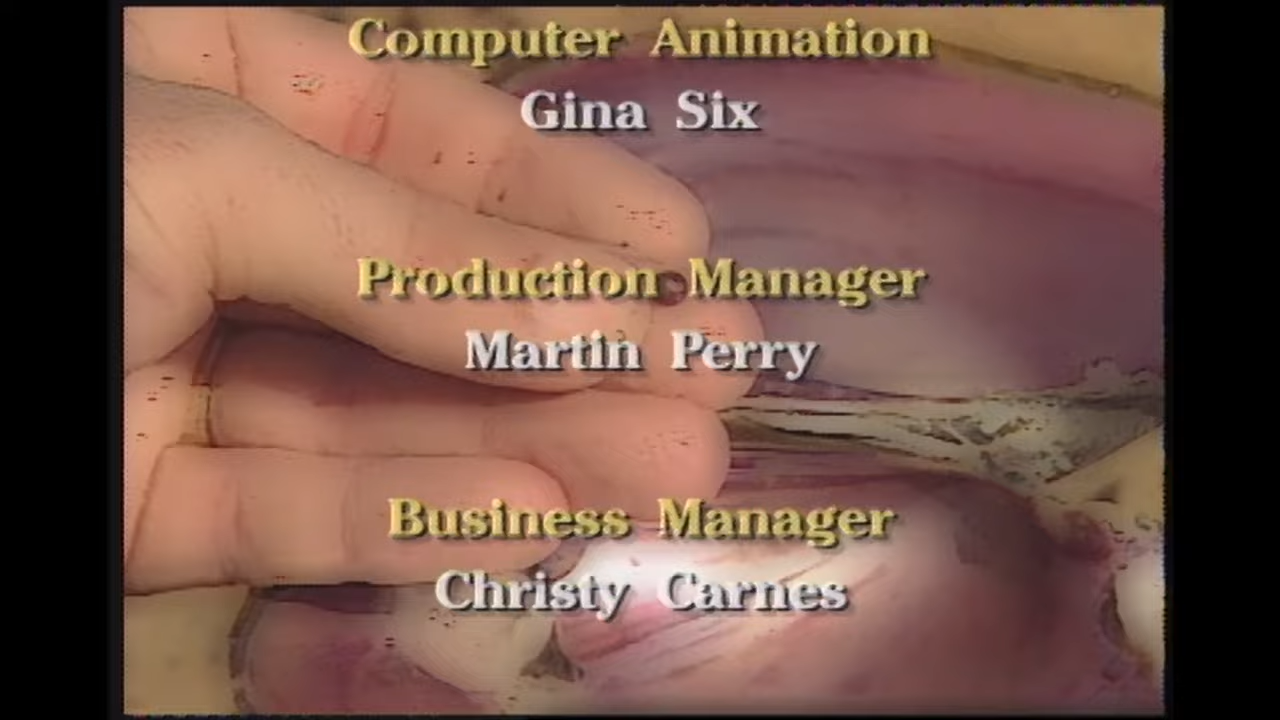 Computer Animation
Gina Six
Production Manager
Martin Perry
Business Manager
Christy Carnes